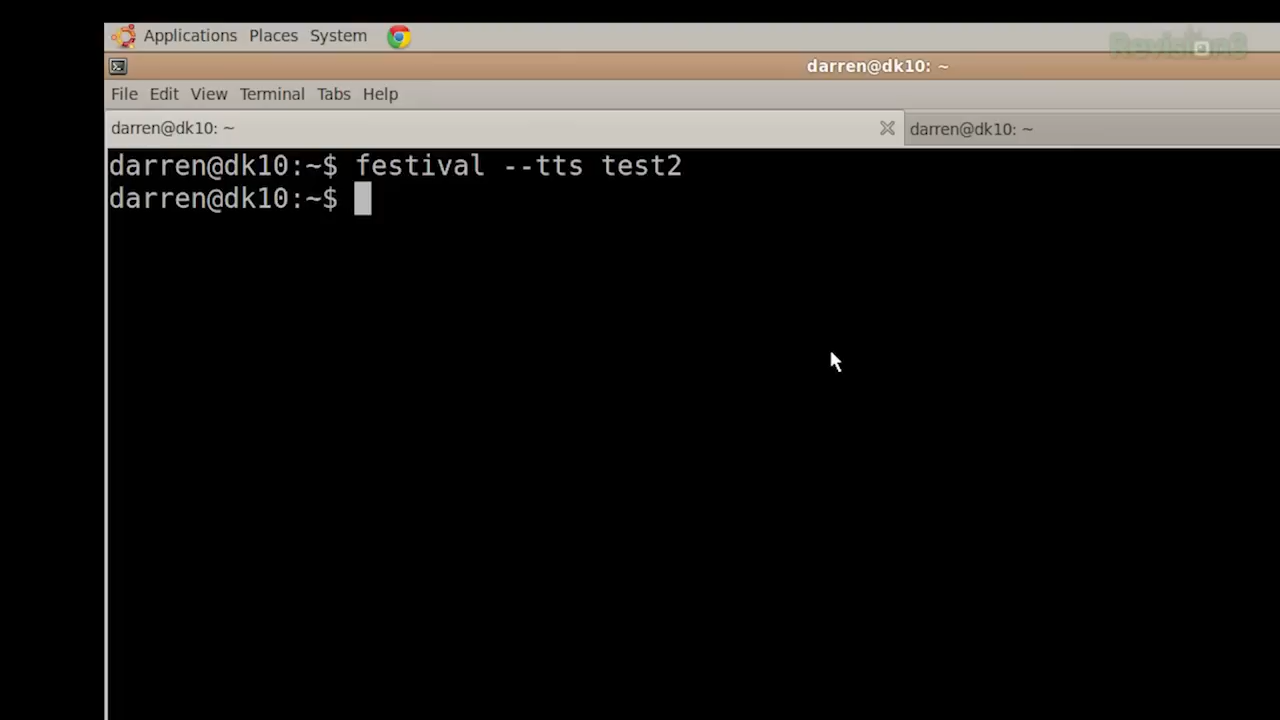 Applications Places System
Revision3
darren@dk10: ~
File Edit View Terminal Tabs Help
darren@dk10: ~ darren@dk10: ~
darren@dk10:~$ festival --tts test2
darren@dk10:~$